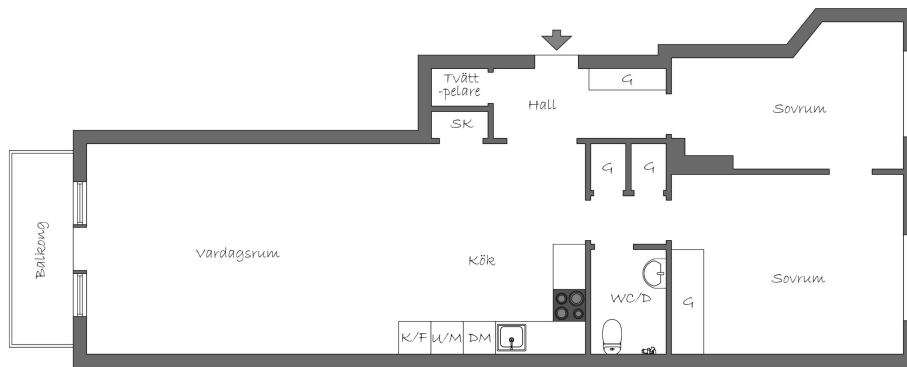 Tvätt
-pelare
Hall
G
Sovrum
SK
G
G
Balkong
Vardagsrum
Kök
WC/D
G
Sovrum
K/F
U/M
DM